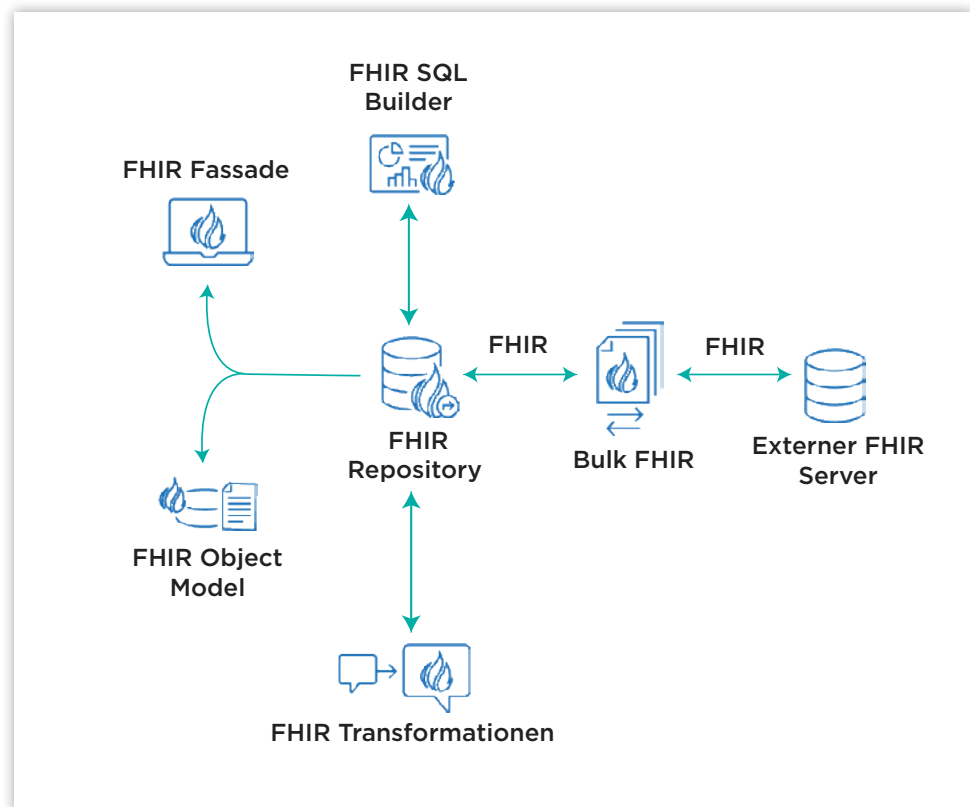 FHIR SQL
Builder
FHIR Fassade
FHIR
FHIR
FHIR
Repository
Bulk FHIR
Externer FHIR
Server
FHIR Object
Model
FHIR Transformationen